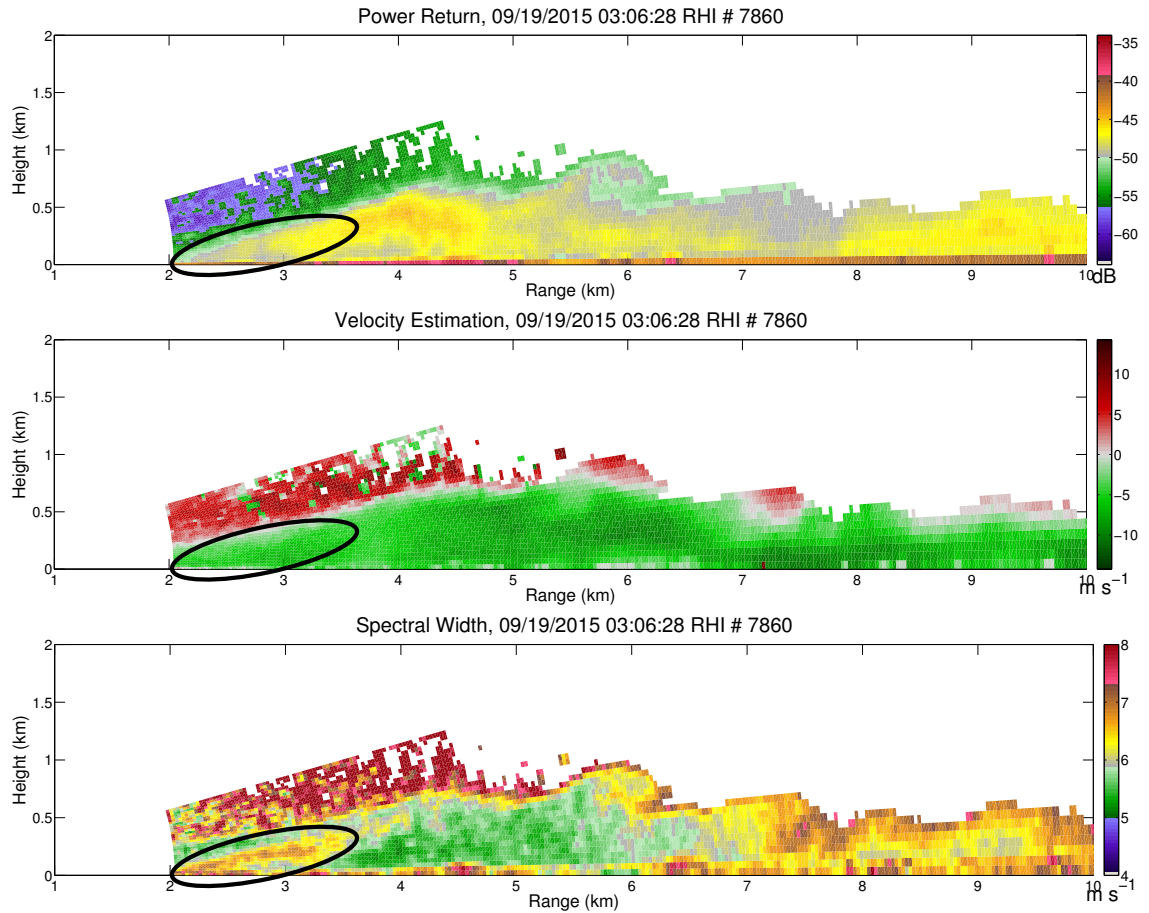 Power Return, 09/19/2015 03:06:28 RHI # 7860
2
1.5
1
0.5
0
Height (km)
1 2 3 4 5 6 7 8 9 10
Range (km)
-35
-40
-45
-50
-55
-60
dB
Velocity Estimation, 09/19/2015 03:06:28 RHI # 7860
2
1.5
1
0.5
0
Height (km)
1 2 3 4 5 6 7 8 9 10
Range (km)
10
5
0
-5
-10
m s⁻¹
Spectral Width, 09/19/2015 03:06:28 RHI # 7860
2
1.5
1
0.5
0
Height (km)
1 2 3 4 5 6 7 8 9 10
Range (km)
8
7
6
5
4
m s⁻¹